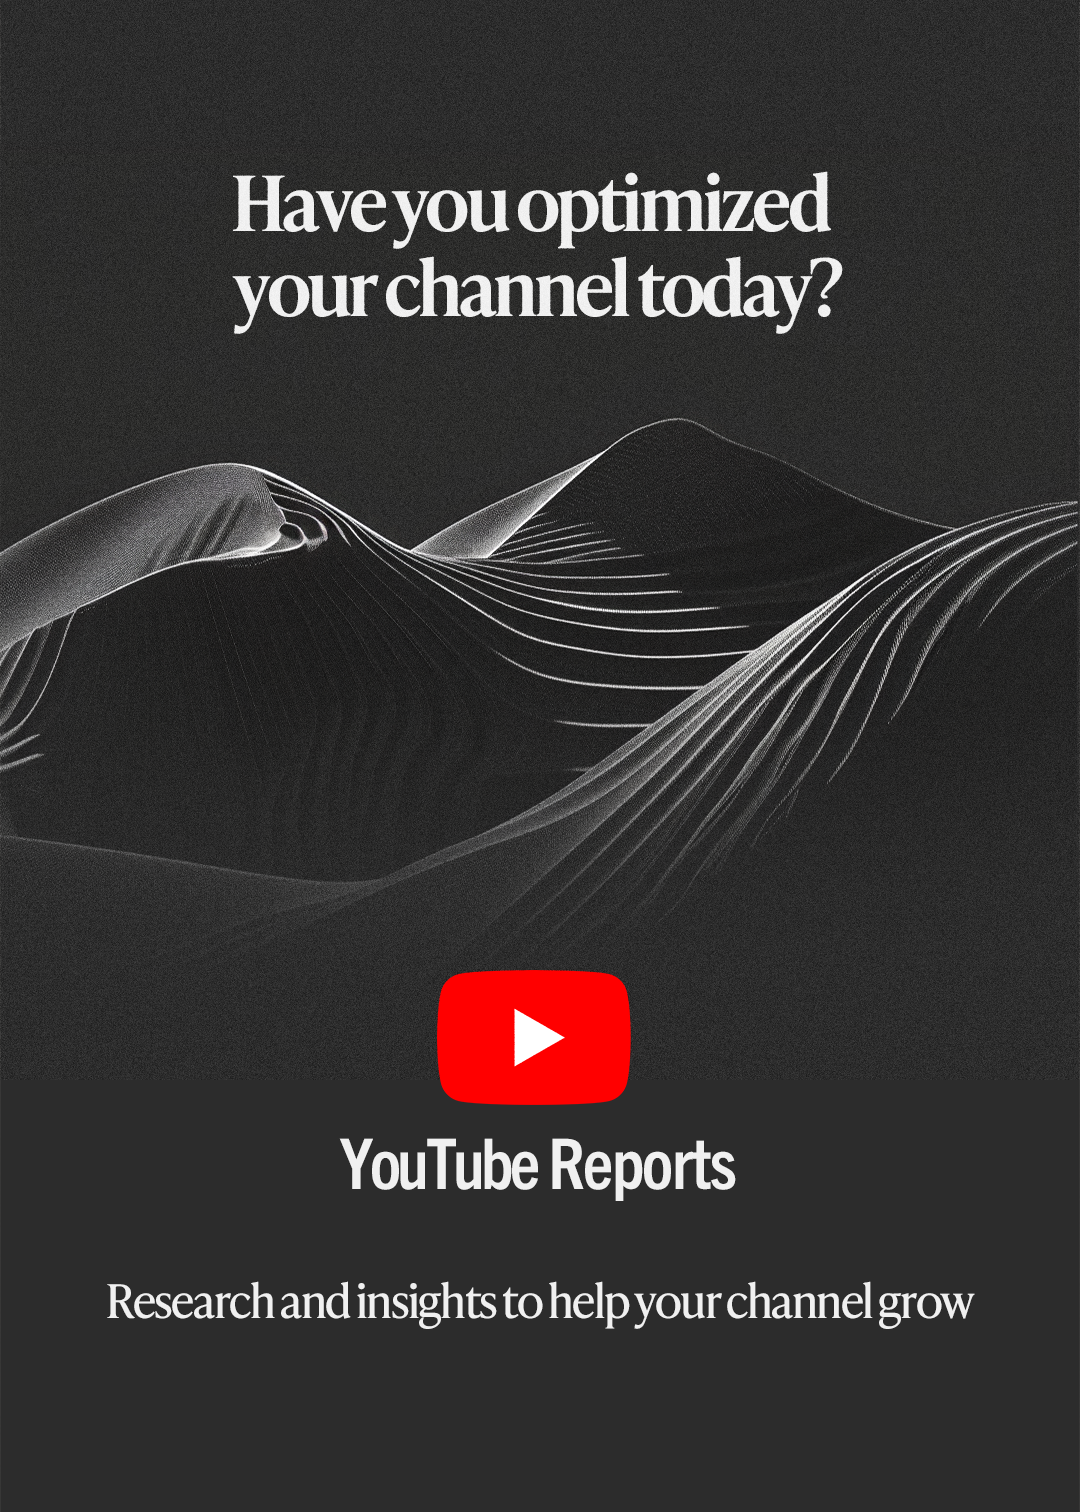 Have you optimized
your channel today?
YouTube Reports
Research and insights to help your channel grow